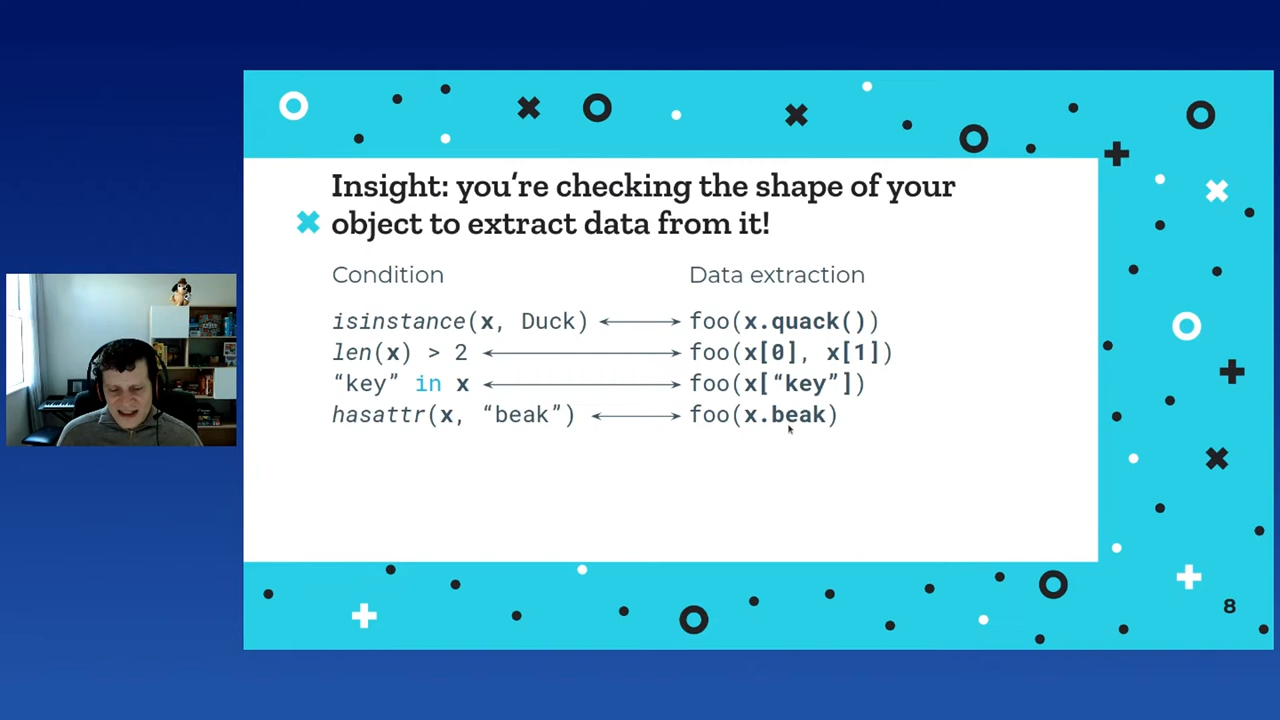 Insight: you're checking the shape of your
object to extract data from it!
Condition
Data extraction
isinstance(x, Duck)
foo(x.quack())
len(x) > 2
foo(x[0], x[1])
“key” in x
foo(x[“key”])
hasattr(x, “beak”)
foo(x.beak)
8